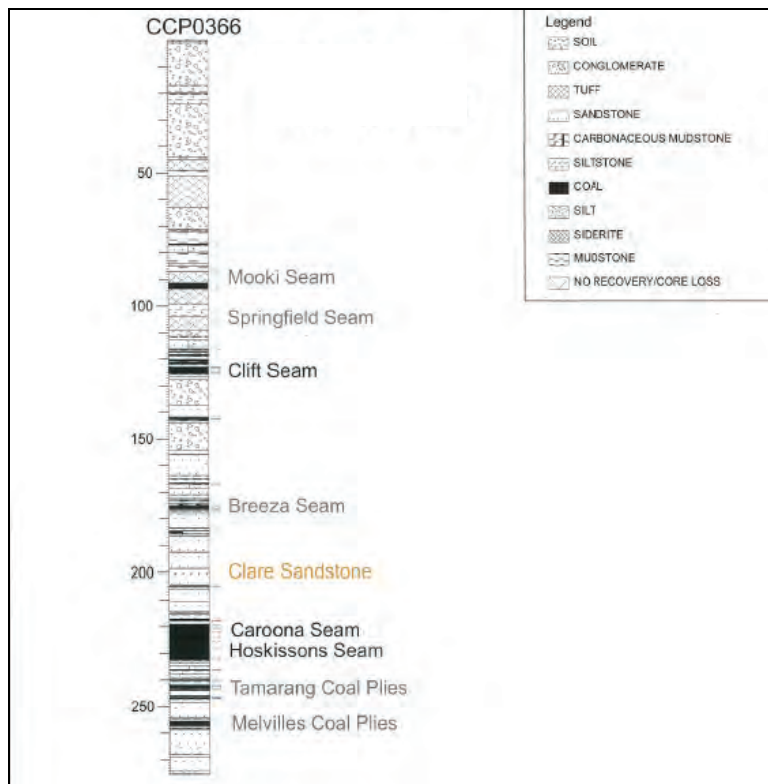 CCP0366
50
100
150
200
250
Mooki Seam
Springfield Seam
Clift Seam
Breeza Seam
Clare Sandstone
Caroona Seam
Hoskissons Seam
Tamarang Coal Plies
Melvilles Coal Plies
Legend
SOIL
CONGLOMERATE
TUFF
SANDSTONE
CARBONACEOUS MUDSTONE
SILTSTONE
COAL
SILT
SIDERITE
MUDSTONE
NO RECOVERY/CORE LOSS